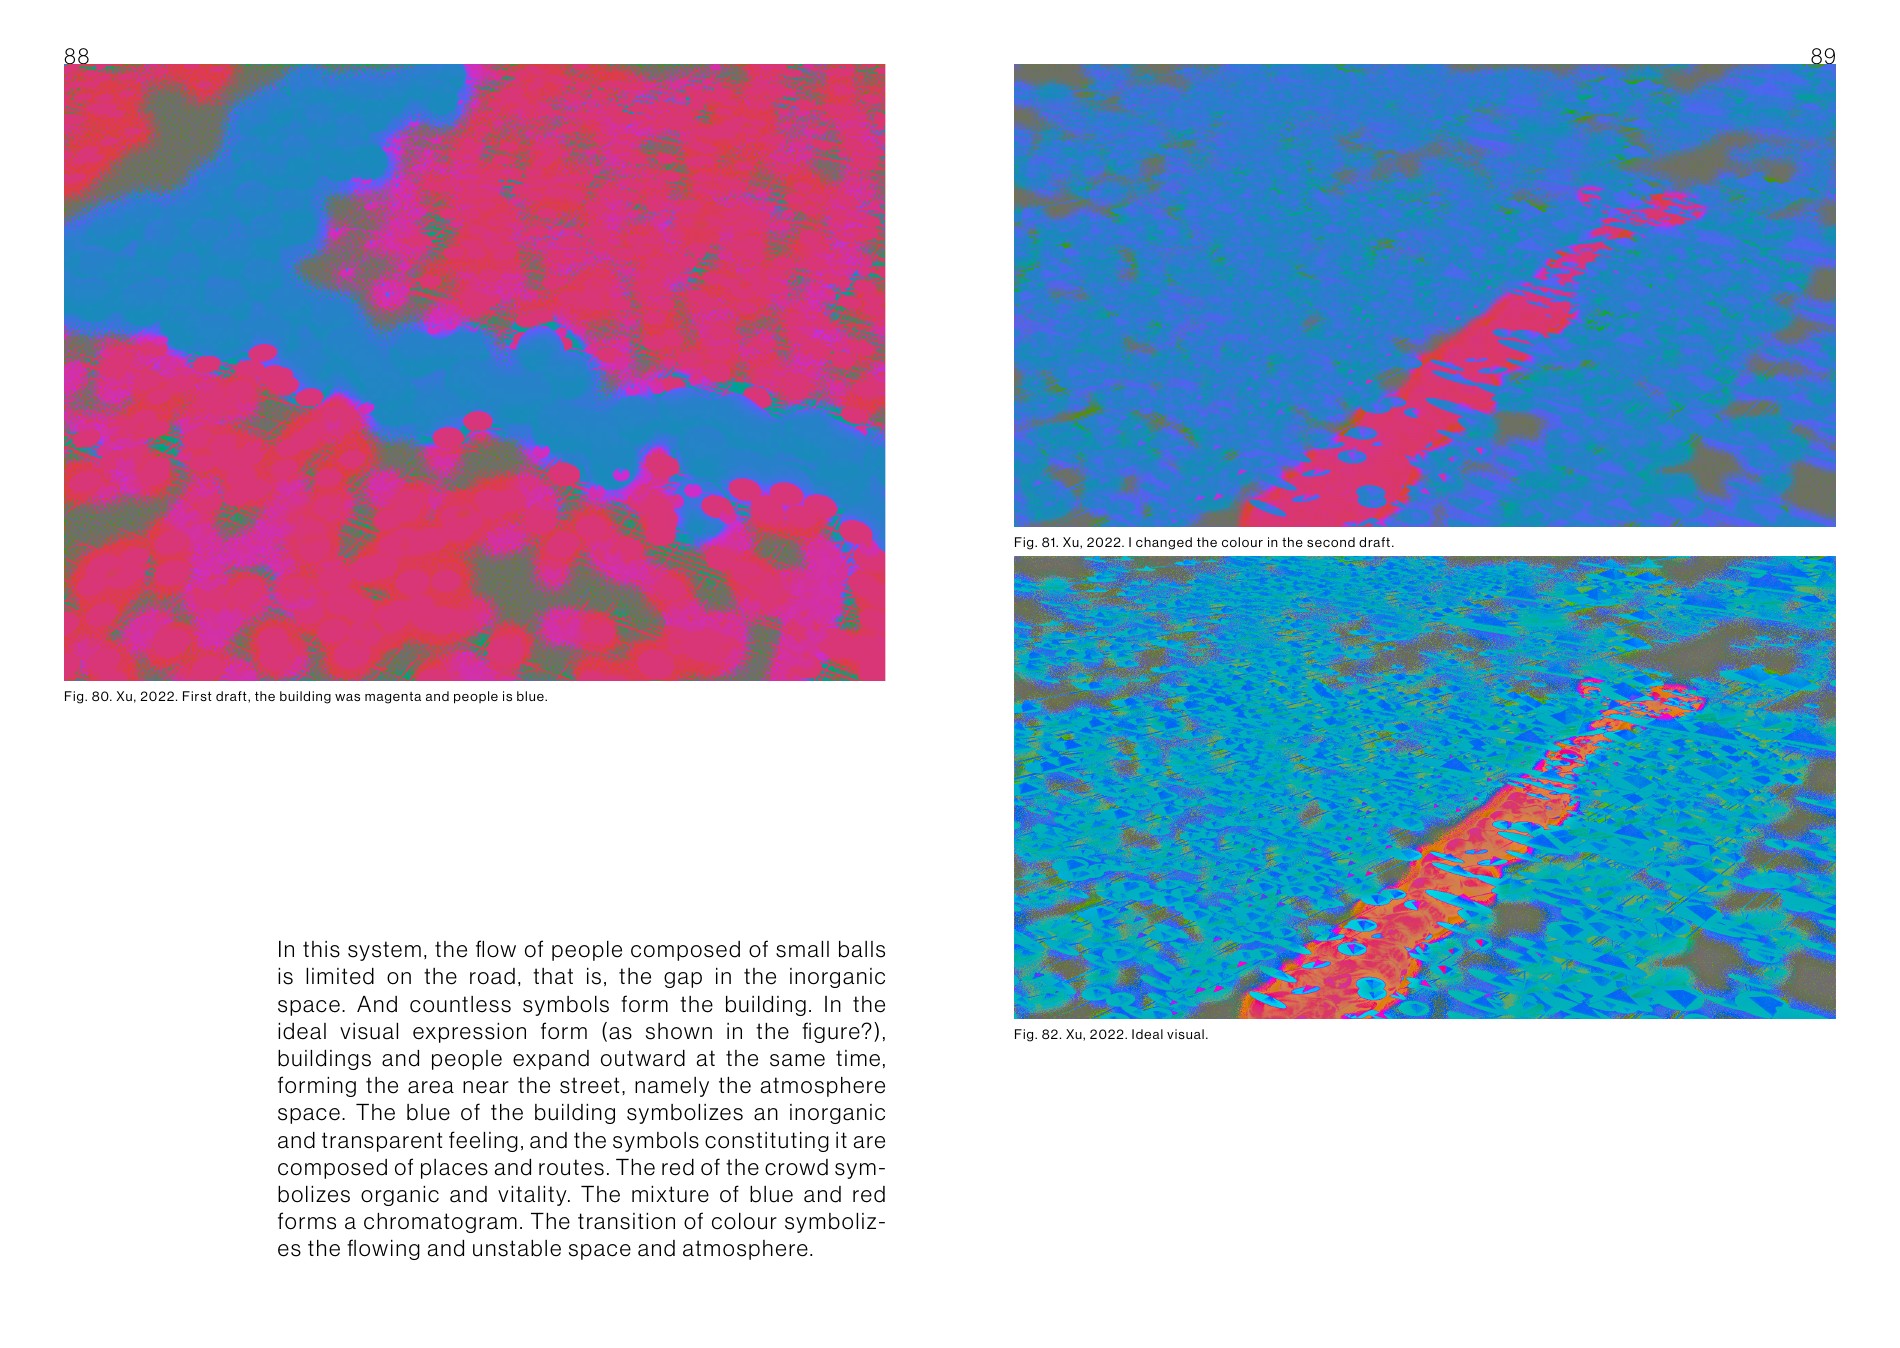 88
Fig. 80. Xu, 2022. First draft, the building was magenta and people is blue.
In this system, the flow of people composed of small balls
is limited on the road, that is, the gap in the inorganic
space. And countless symbols form the building. In the
ideal visual expression form (as shown in the figure?),
buildings and people expand outward at the same time,
forming the area near the street, namely the atmosphere
space. The blue of the building symbolizes an inorganic
and transparent feeling, and the symbols constituting it are
composed of places and routes. The red of the crowd sym-
bolizes organic and vitality. The mixture of blue and red
forms a chromatogram. The transition of colour symboliz-
es the flowing and unstable space and atmosphere.
89
Fig. 81. Xu, 2022. I changed the colour in the second draft.
Fig. 82. Xu, 2022. Ideal visual.